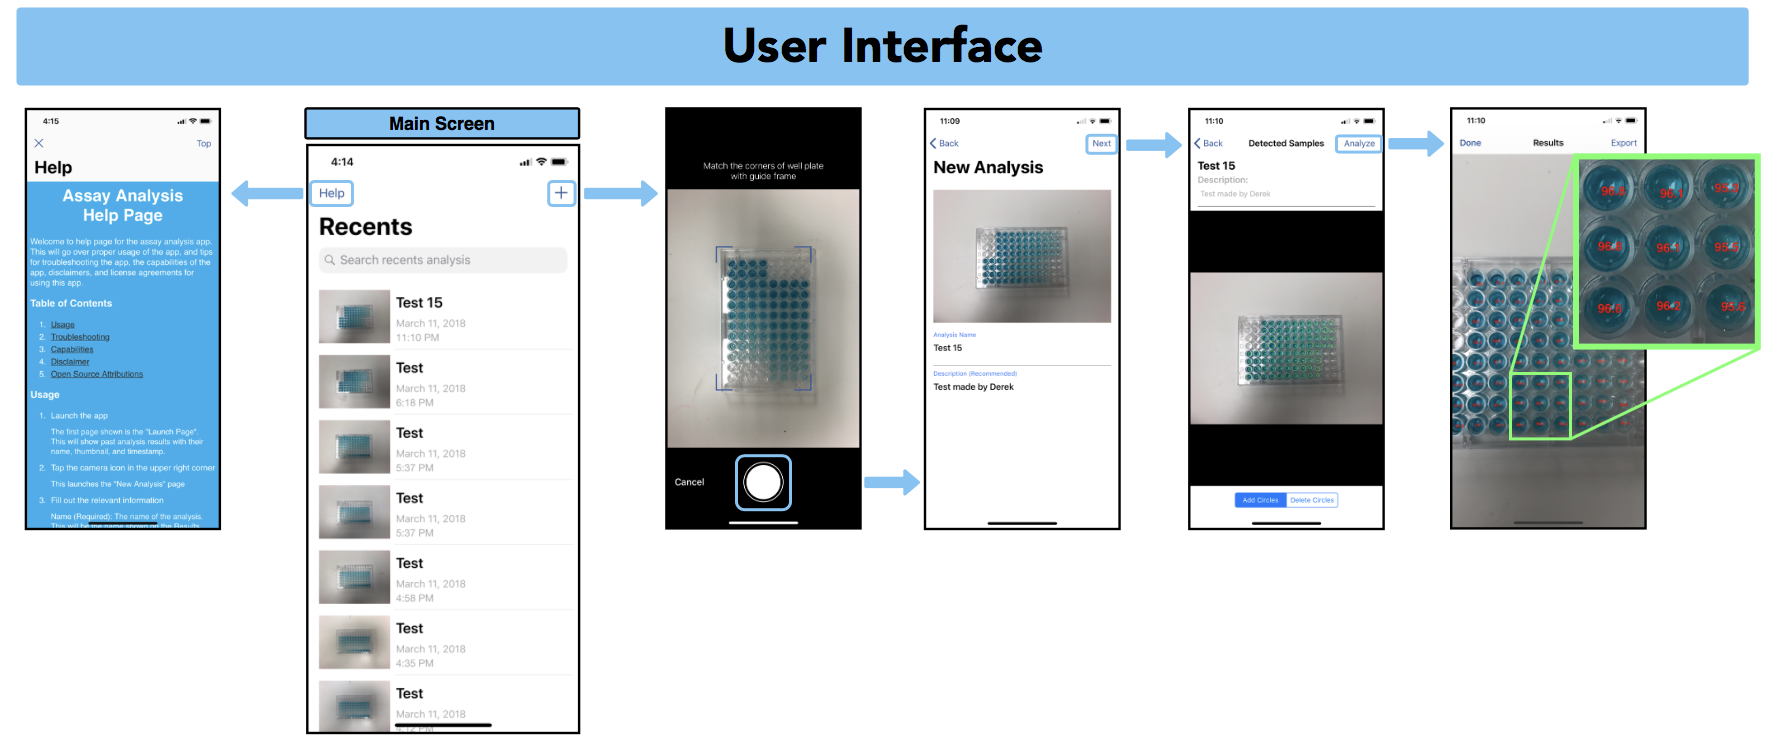 User Interface
4:15
Top
Help
Assay Analysis
Help Page
Welcome to help page for the assay analysis app.
This will go over proper usage of the app, and tips
for troubleshooting the app, the capabilities of the
app, disclaimers, and license agreements for
using this app.
Table of Contents
1. Usage
2. Troubleshooting
3. Capabilities
4. Disclaimer
5. Open Source Attributions
Usage
1. Launch the app
The first page shown is the "Launch Page".
This will show past analysis results with their
name, thumbnail, and timestamp.
2. Tap the camera icon in the upper right corner
This launches the "New Analysis" page
3. Fill out the relevant information
Name (Required): The name of the analysis.
This will be the name shown on the Results
Main Screen
4:14
Help
+
Recents
Search recents analysis
Test 15
March 11, 2018
11:10 PM
Test
March 11, 2018
6:18 PM
Test
March 11, 2018
5:37 PM
Test
March 11, 2018
5:37 PM
Test
March 11, 2018
4:58 PM
Test
March 11, 2018
4:35 PM
Test
March 11, 2018
4:12 PM
Match the corners of well plate
with guide frame
Cancel
11:09
Back
Next
New Analysis
Analysis Name
Test 15
Description (Recommended)
Test made by Derek
11:10
Back
Detected Samples
Analyze
Test 15
Description:
Test made by Derek
Add Circles
Delete Circles
11:10
Done
Results
Export
96.1
96.8
96.1
96.6
96.2
95.6